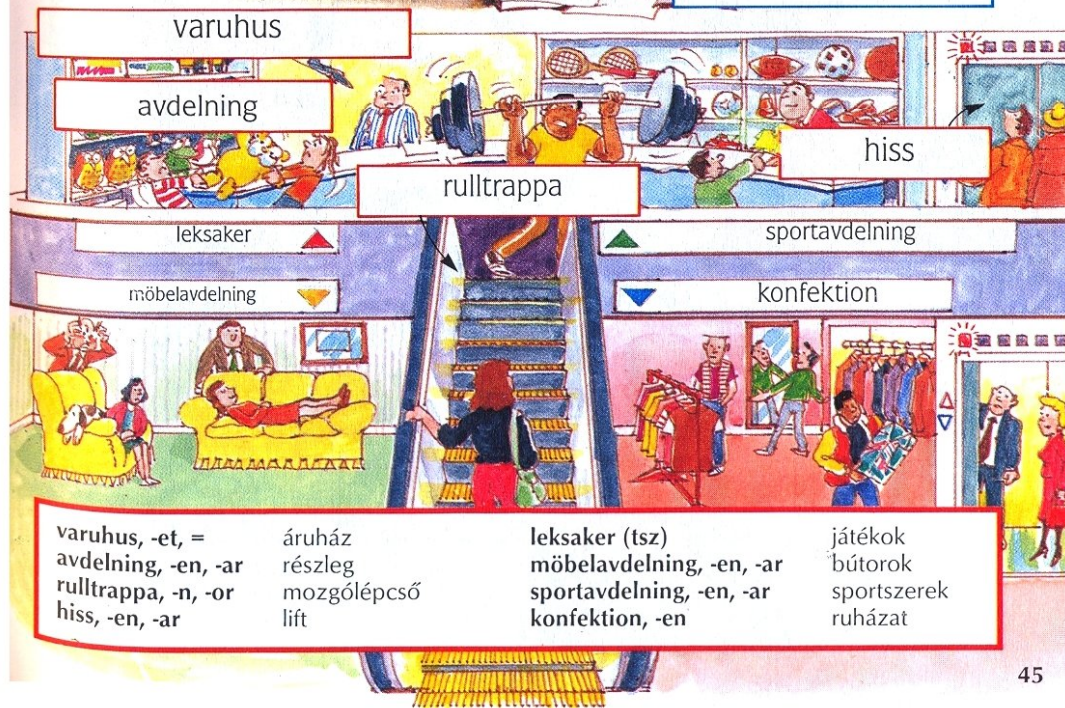 varuhus
avdelning
hiss
rulltrappa
leksaker
sportavdelning
möbelavdelning
konfektion
varuhus, -et, = áruház
avdelning, -en, -ar részleg
rulltrappa, -n, -or mozgólépcső
hiss, -en, -ar lift
leksaker (tsz) játékok
möbelavdelning, -en, -ar bútorok
sportavdelning, -en, -ar sportszerek
konfektion, -en ruházat
45